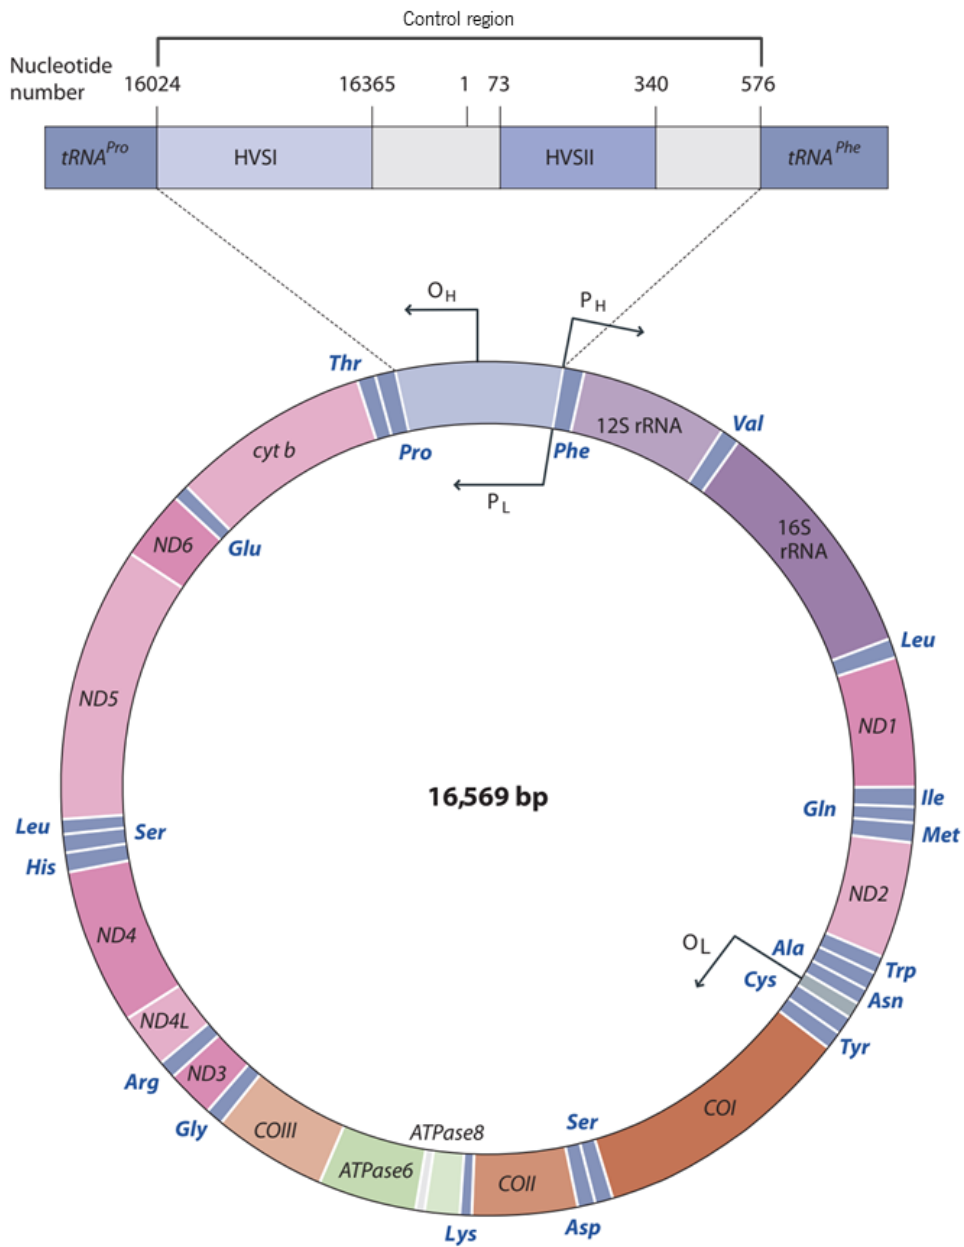 Control region
Nucleotide
number
16024 16365 1 73 340 576
tRNAPro HVSI HVSII tRNAPhe
OH
PH
Thr
Pro
Phe
PL
12S rRNA
Val
cyt b
16S
rRNA
Glu
ND6
Leu
ND5
ND1
16,569 bp
Ile
Gln
Met
Leu
Ser
His
ND2
ND4
OL
Ala
Cys
Trp
Asn
Tyr
ND4L
Arg
ND3
Gly
COI
COIII
ATPase8
Ser
ATPase6
COII
Lys
Asp